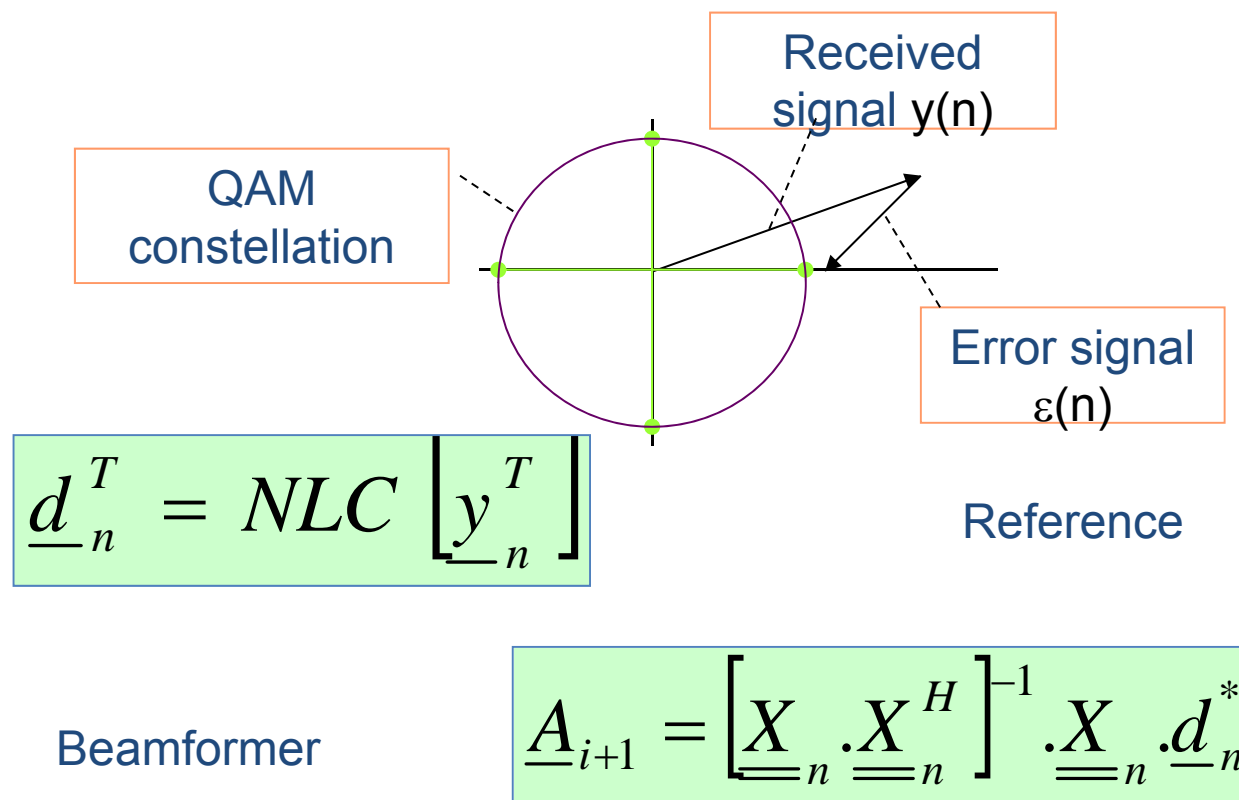 Received
signal y(n)
QAM
constellation
Error signal
ε(n)
d_n^T = NLC [y_n^T]
Reference
Beamformer
A_{i+1} = [X_n . X_n^H]^{-1} . X_n . d_n^*